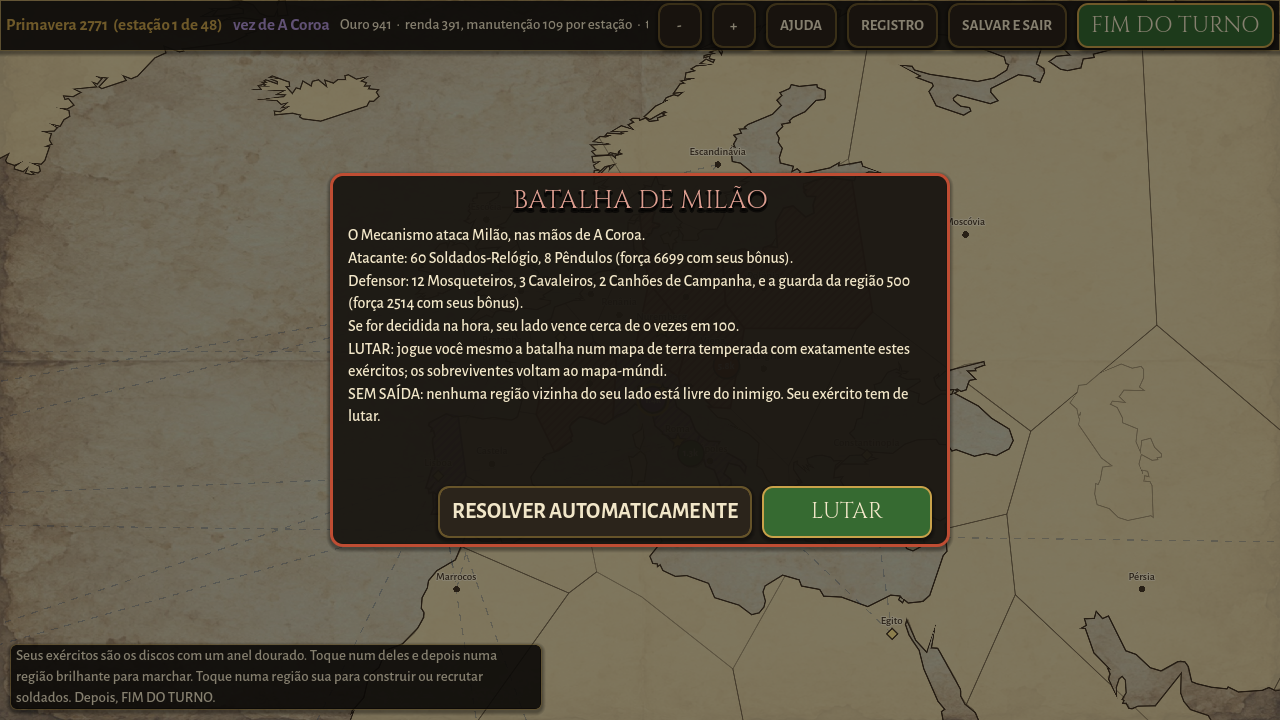 Primavera 2771 (estação 1 de 48) vez de A Coroa Ouro 941 · renda 391, manutenção 109 por estação ·
- + AJUDA REGISTRO SALVAR E SAIR FIM DO TURNO
Escandinávia
Moscóvia
BATALHA DE MILÃO
O Mecanismo ataca Milão, nas mãos de A Coroa.
Atacante: 60 Soldados-Relógio, 8 Pêndulos (força 6699 com seus bônus).
Defensor: 12 Mosqueteiros, 3 Cavaleiros, 2 Canhões de Campanha, e a guarda da região 500
(força 2514 com seus bônus).
Se for decidida na hora, seu lado vence cerca de 0 vezes em 100.
LUTAR: jogue você mesmo a batalha num mapa de terra temperada com exatamente estes
exércitos; os sobreviventes voltam ao mapa-múndi.
SEM SAÍDA: nenhuma região vizinha do seu lado está livre do inimigo. Seu exército tem de
lutar.
RESOLVER AUTOMATICAMENTE LUTAR
Marrocos
Pérsia
Egito
Seus exércitos são os discos com um anel dourado. Toque num deles e depois numa
região brilhante para marchar. Toque numa região sua para construir ou recrutar
soldados. Depois, FIM DO TURNO.